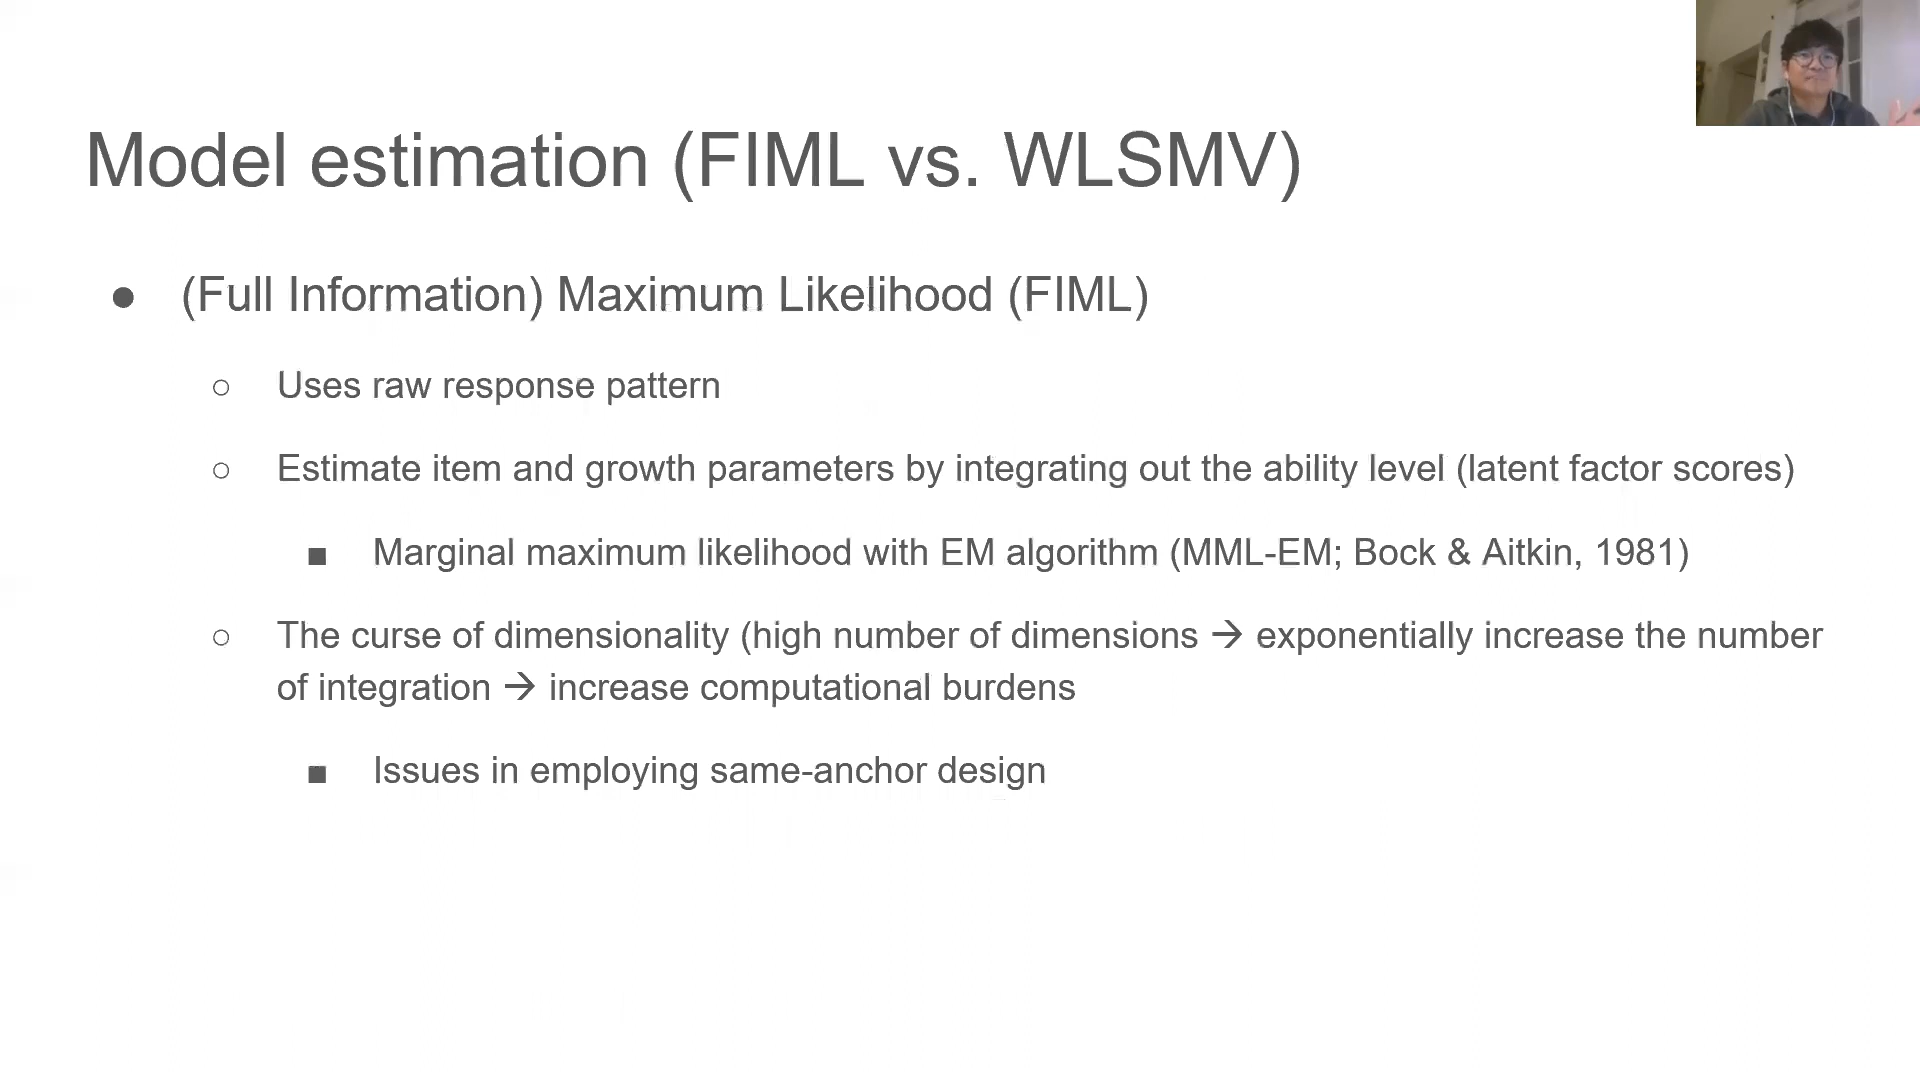 Model estimation (FIML vs. WLSMV)
● (Full Information) Maximum Likelihood (FIML)
○ Uses raw response pattern
○ Estimate item and growth parameters by integrating out the ability level (latent factor scores)
■ Marginal maximum likelihood with EM algorithm (MML-EM; Bock & Aitkin, 1981)
○ The curse of dimensionality (high number of dimensions → exponentially increase the number
of integration → increase computational burdens
■ Issues in employing same-anchor design